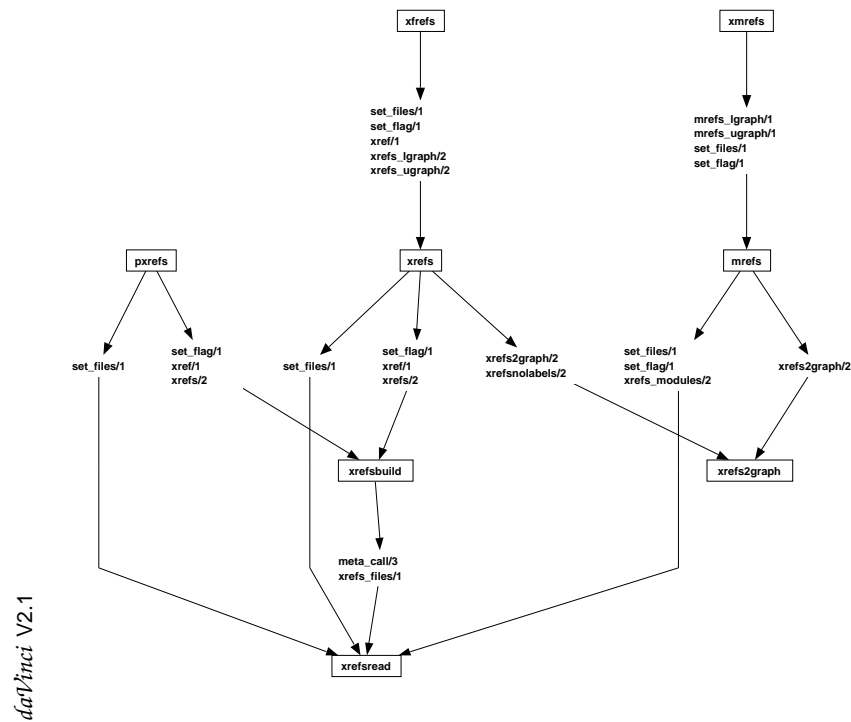 xfrefs
xmrefs
set_files/1
set_flag/1
xref/1
xrefs_lgraph/2
xrefs_ugraph/2
mrefs_lgraph/1
mrefs_ugraph/1
set_files/1
set_flag/1
pxrefs
xrefs
mrefs
set_files/1
set_flag/1
xref/1
xrefs/2
set_files/1
set_flag/1
xref/1
xrefs/2
xrefs2graph/2
xrefsnolabels/2
set_files/1
set_flag/1
xrefs_modules/2
xrefs2graph/2
xrefsbuild
xrefs2graph
meta_call/3
xrefs_files/1
xrefsread
daVinci V2.1